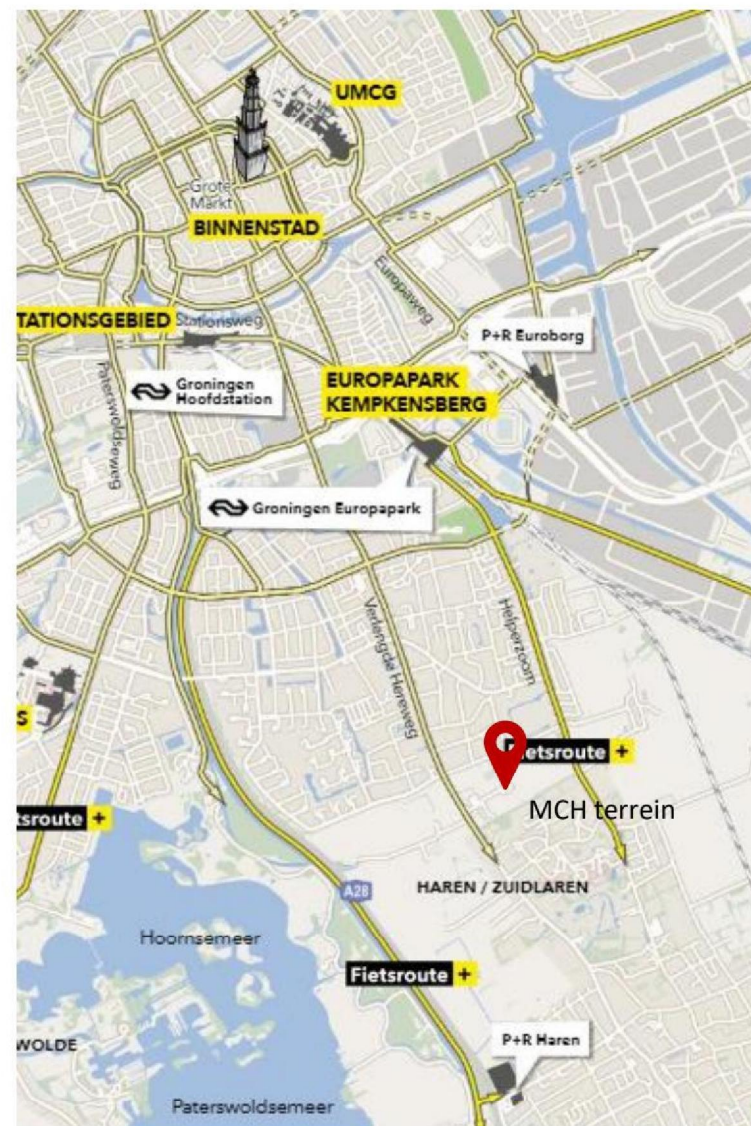 UMCG
Grote
Markt
BINNENSTAD
Europaweg
TATIONSGEBIED
Stationsweg
P+R Euroborg
Groningen
Hoofdstation
EUROPAPARK
KEMPKENSBERG
Paterswoldseweg
Groningen Europapark
Verlengde Hereweg
Helperzoom
S
etsroute +
MCH terrein
tsroute +
A28
HAREN / ZUIDLAREN
Hoornsemeer
Fietsroute +
P+R Haren
WOLDE
Paterswoldsemeer